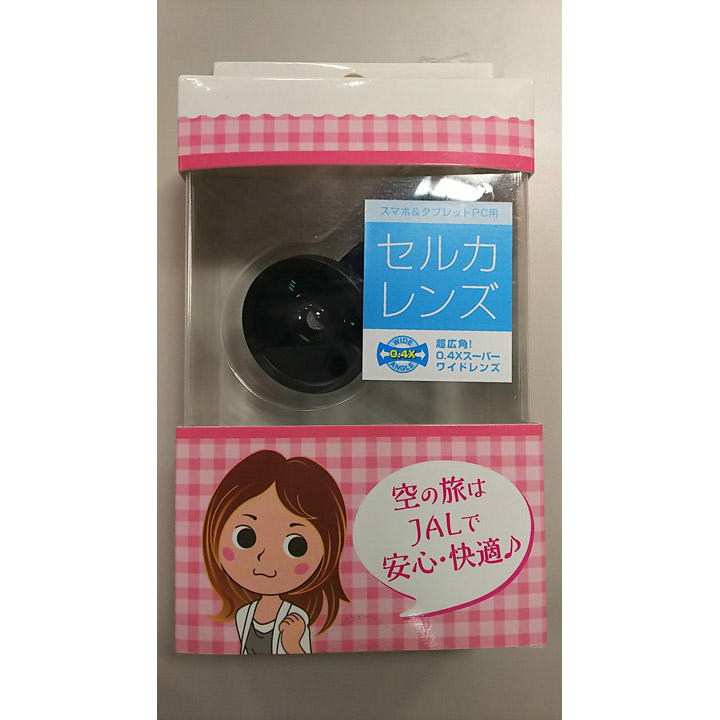 スマホ&タブレットPC用
セルカ
レンズ
WIDE
0.4X
ANGLE
超広角!
0.4Xスーパー
ワイドレンズ
空の旅は
JALで
安心・快適♪